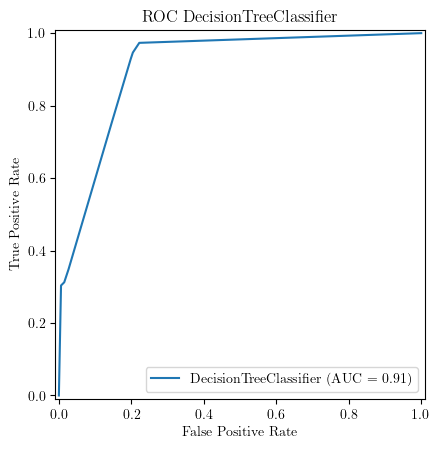 ROC DecisionTreeClassifier
1.0
0.8
0.6
0.4
0.2
0.0
True Positive Rate
DecisionTreeClassifier (AUC = 0.91)
0.0 0.2 0.4 0.6 0.8 1.0
False Positive Rate